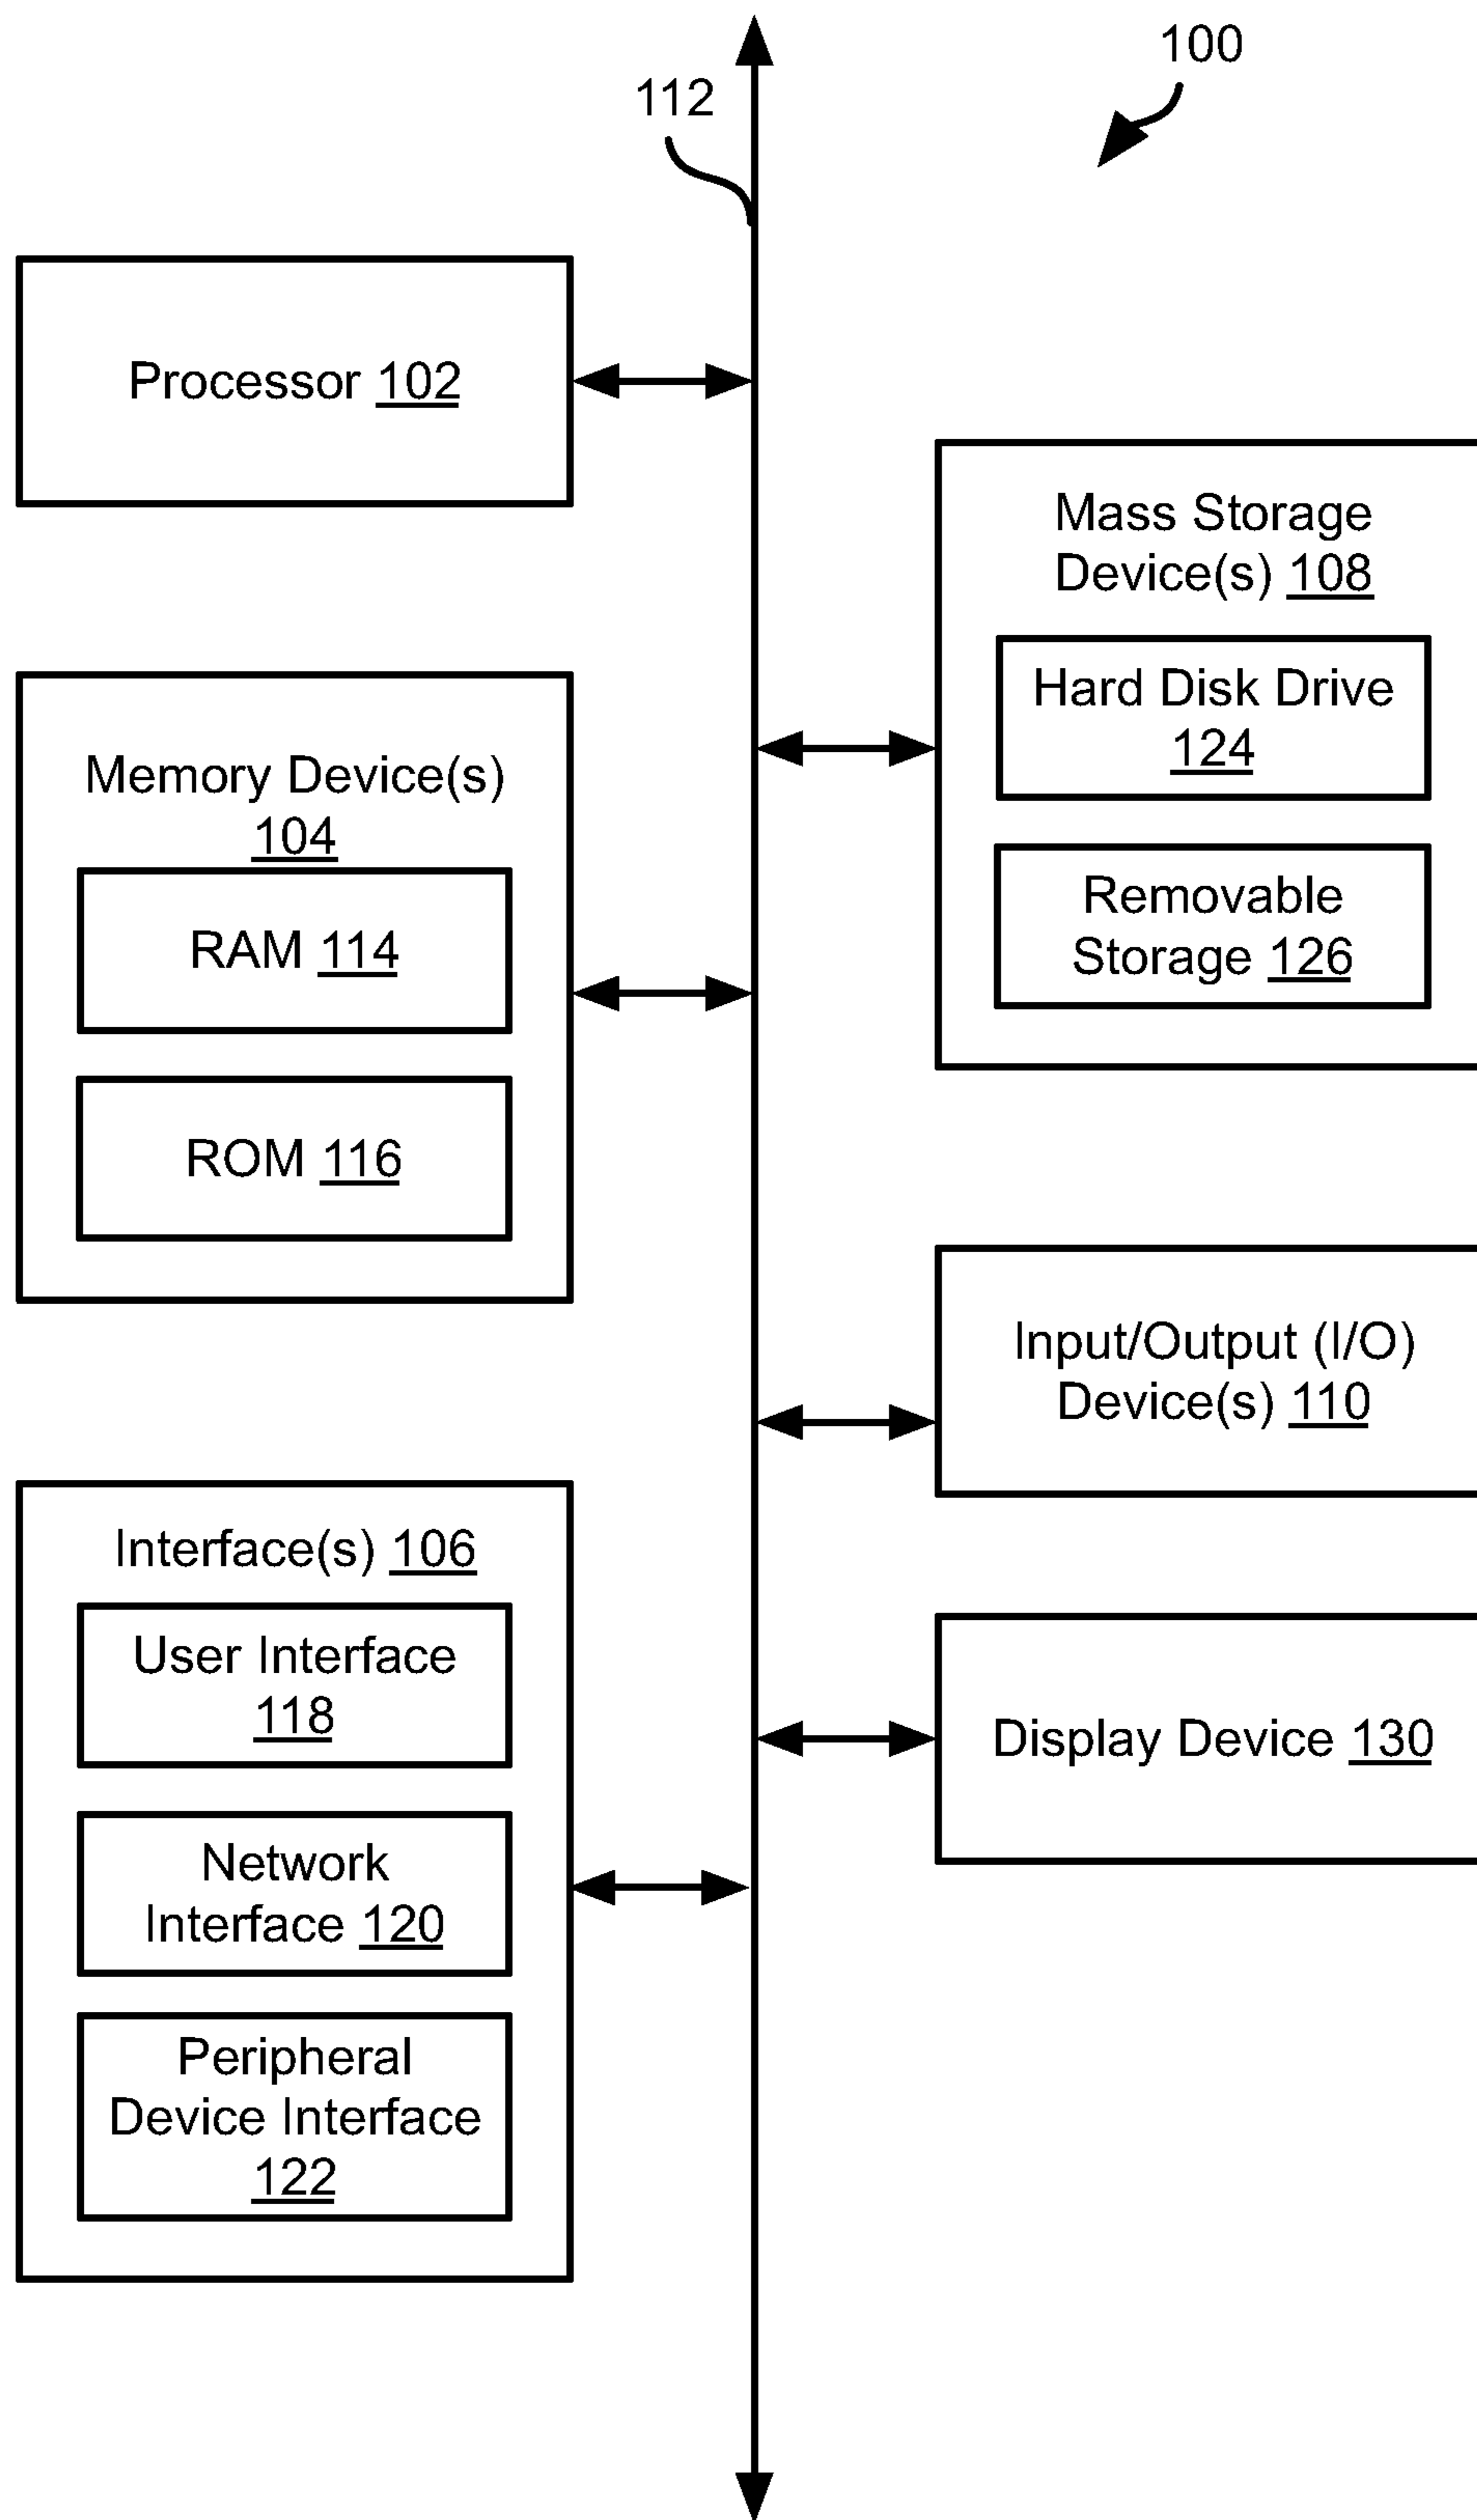 100
112
Processor 102
Mass Storage
Device(s) 108
Hard Disk Drive
124
Removable
Storage 126
Memory Device(s)
104
RAM 114
ROM 116
Input/Output (I/O)
Device(s) 110
Interface(s) 106
User Interface
118
Network
Interface 120
Peripheral
Device Interface
122
Display Device 130